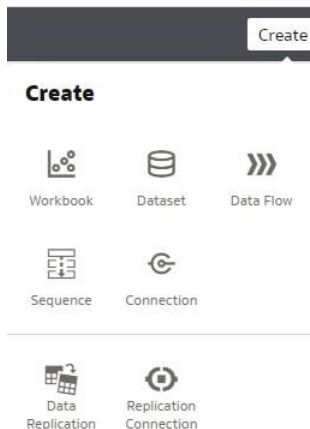 Create
Create
Workbook Dataset Data Flow
Sequence Connection
Data Replication
Replication Connection